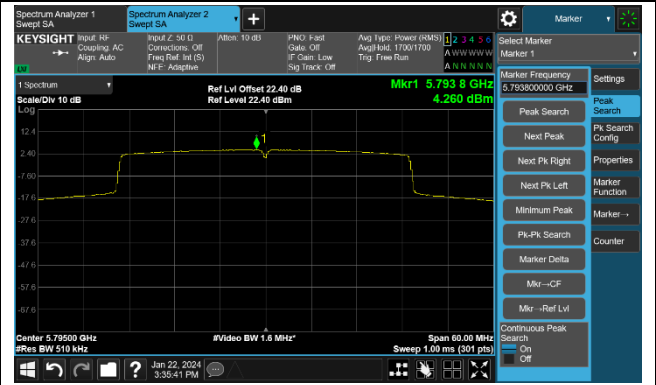 Spectrum Analyzer 1
Swept SA
Spectrum Analyzer 2
Swept SA
+
Marker
KEYSIGHT
Input: RF
Coupling: AC
Align: Auto
Input Z: 50 Ω
Corrections: Off
Freq Ref: Int (S)
NFE: Adaptive
Atten: 10 dB
PNO: Fast
Gate: Off
IF Gain: Low
Sig Track: Off
Avg Type: Power (RMS)
Avg|Hold: 1700/1700
Trig: Free Run
1 2 3 4 5 6
A W W W W W
A N N N N N
LVI
Select Marker
Marker 1
1 Spectrum
Scale/Div 10 dB
Log
Ref Lvl Offset 22.40 dB
Ref Level 22.40 dBm
Mkr1 5.793 8 GHz
4.260 dBm
12.4
2.40
-7.60
-17.6
-27.6
-37.6
-47.6
-57.6
-67.6
1
Center 5.79500 GHz
#Res BW 510 kHz
#Video BW 1.6 MHz*
Span 60.00 MHz
Sweep 1.00 ms (301 pts)
Marker Frequency
5.793800000 GHz
Peak Search
Next Peak
Next Pk Right
Next Pk Left
Minimum Peak
Pk-Pk Search
Marker Delta
Mkr→CF
Mkr→Ref Lvl
Continuous Peak
Search
On
Off
Settings
Peak
Search
Pk Search
Config
Properties
Marker
Function
Marker→
Counter
?
Jan 22, 2024
3:35:41 PM